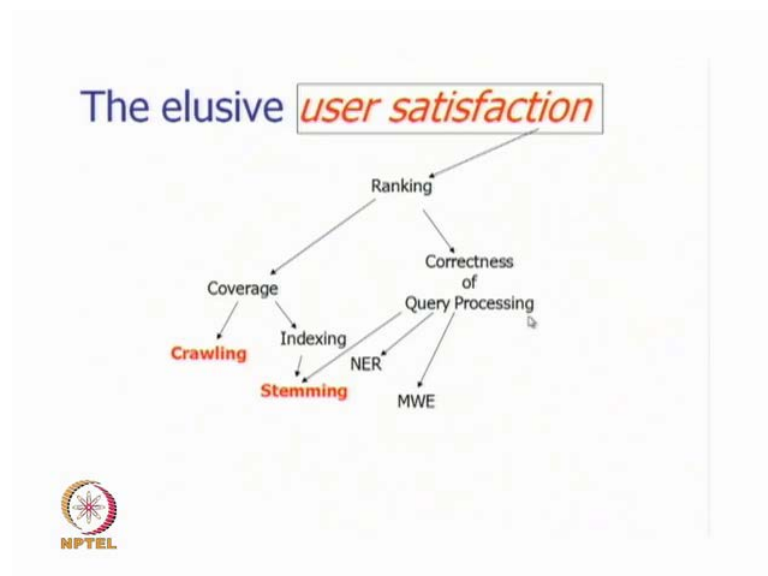 The elusive user satisfaction
Ranking
Correctness
of
Query Processing
Coverage
Indexing
Crawling
NER
Stemming
MWE
NPTEL